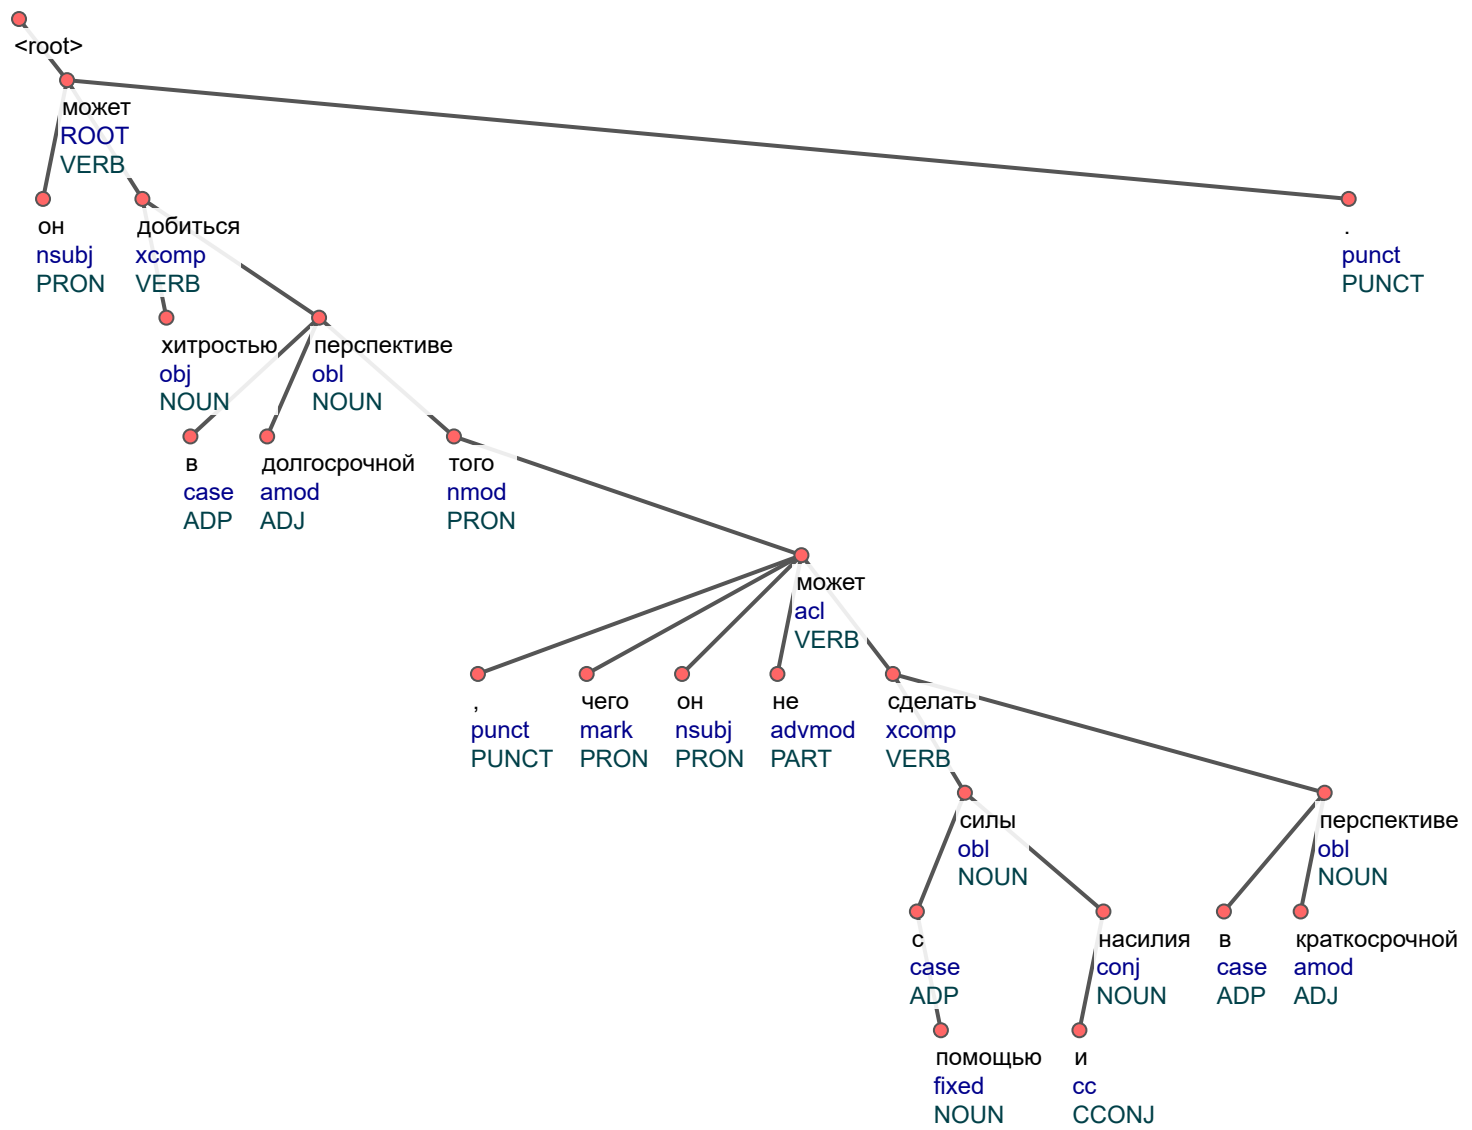 <root>
может
ROOT
VERB
он
nsubj
PRON
добиться
xcomp
VERB
.
punct
PUNCT
хитростью
obj
NOUN
перспективе
obl
NOUN
в
case
ADP
долгосрочной
amod
ADJ
того
nmod
PRON
может
acl
VERB
,
punct
PUNCT
чего
mark
PRON
он
nsubj
PRON
не
advmod
PART
сделать
xcomp
VERB
силы
obl
NOUN
перспективе
obl
NOUN
с
case
ADP
насилия
conj
NOUN
в
case
ADP
краткосрочной
amod
ADJ
помощью
fixed
NOUN
и
cc
CCONJ